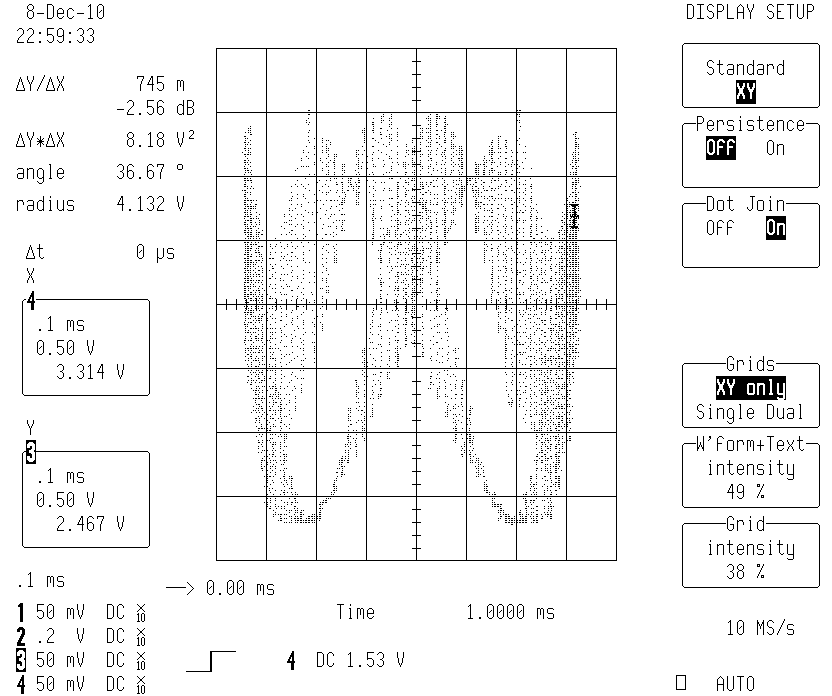 8-Dec-10
22:59:33
ΔY/ΔX 745 m
-2.56 dB
ΔY*ΔX 8.18 V²
angle 36.67 °
radius 4.132 V
Δt 0 µs
X
4
.1 ms
0.50 V
3.314 V
Y
3
.1 ms
0.50 V
2.467 V
.1 ms
1 50 mV DC ×10
2 .2 V DC ×10
3 50 mV DC ×10
4 50 mV DC ×10
—> 0.00 ms
Time 1.0000 ms
4 DC 1.53 V
DISPLAY SETUP
Standard
XY
Persistence
Off On
Dot Join
Off On
Grids
XY only
Single Dual
W'form+Text
intensity
49 %
Grid
intensity
38 %
10 MS/s
□ AUTO